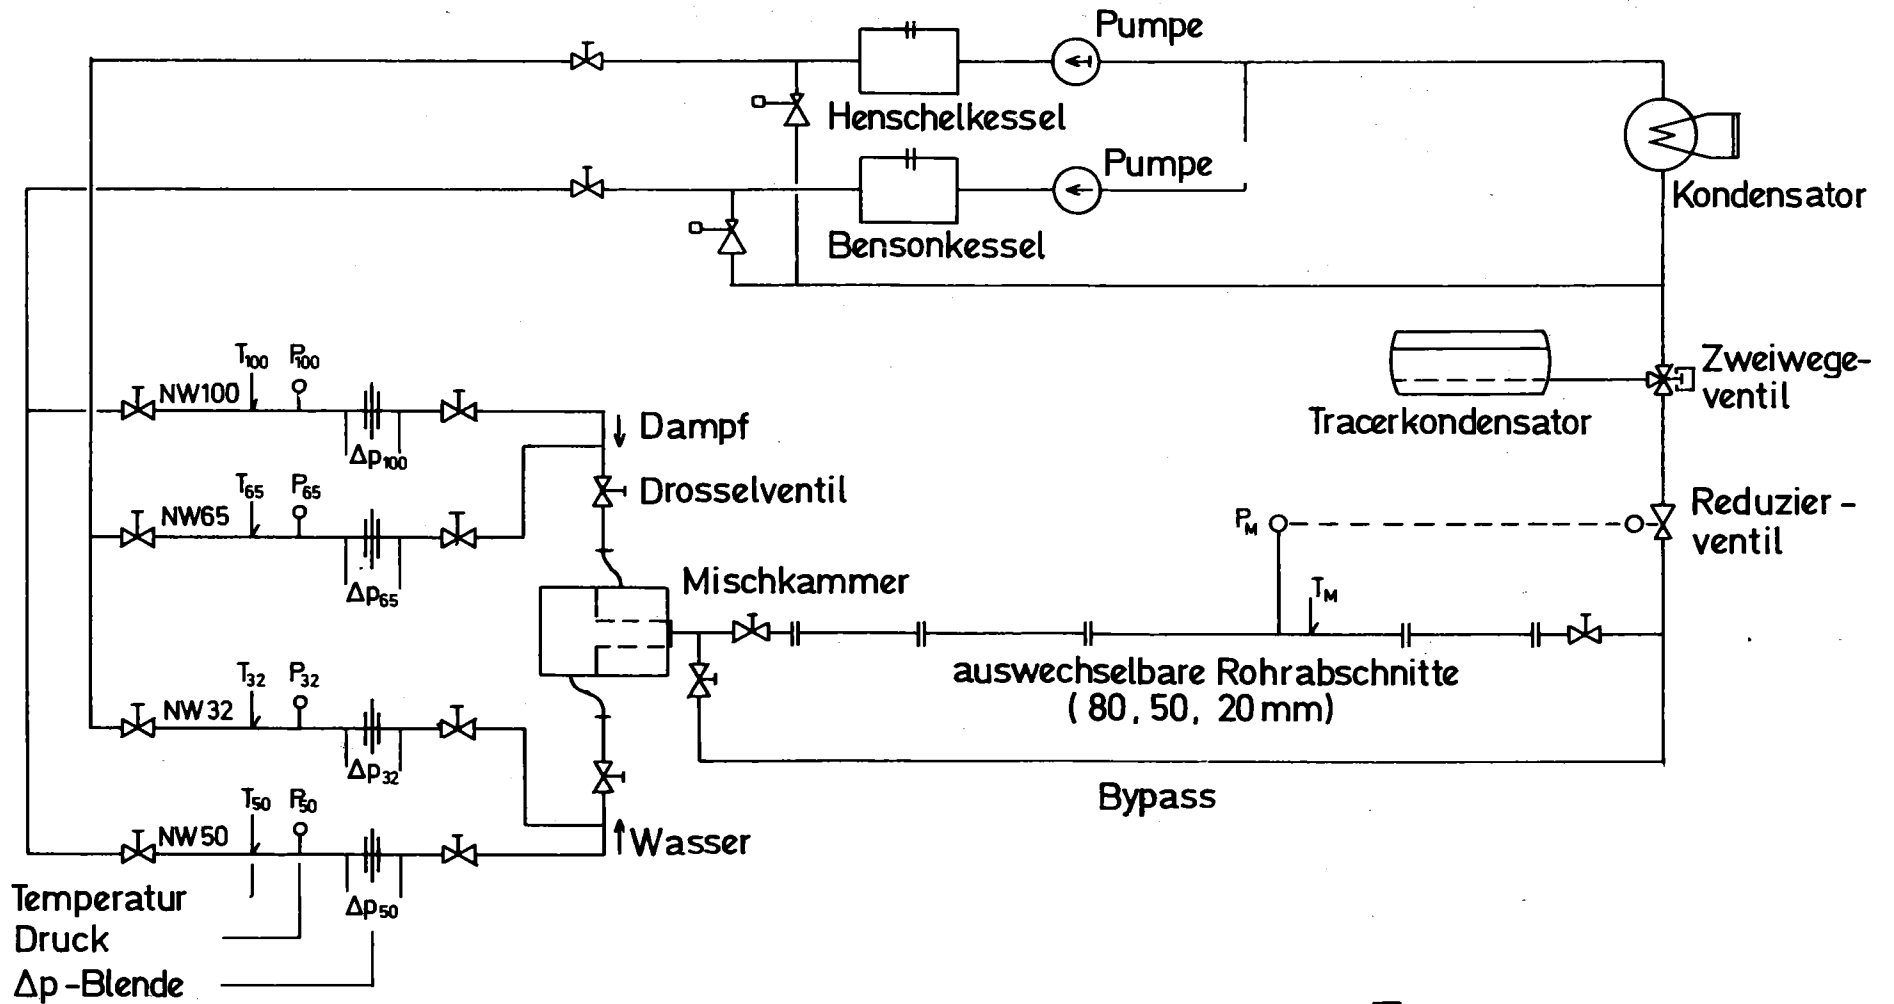 Pumpe
Henschelkessel
Pumpe
Bensonkessel
Kondensator
Zweiwege-
ventil
Tracerkondensator
T100 P100
NW100
Δp100
Dampf
T65 P65
NW65
Δp65
Drosselventil
Reduzier-
ventil
PM
TM
Mischkammer
auswechselbare Rohrabschnitte
(80, 50, 20 mm)
T32 P32
NW32
Δp32
Bypass
T50 P50
NW50
Δp50
Wasser
Temperatur
Druck
Δp-Blende